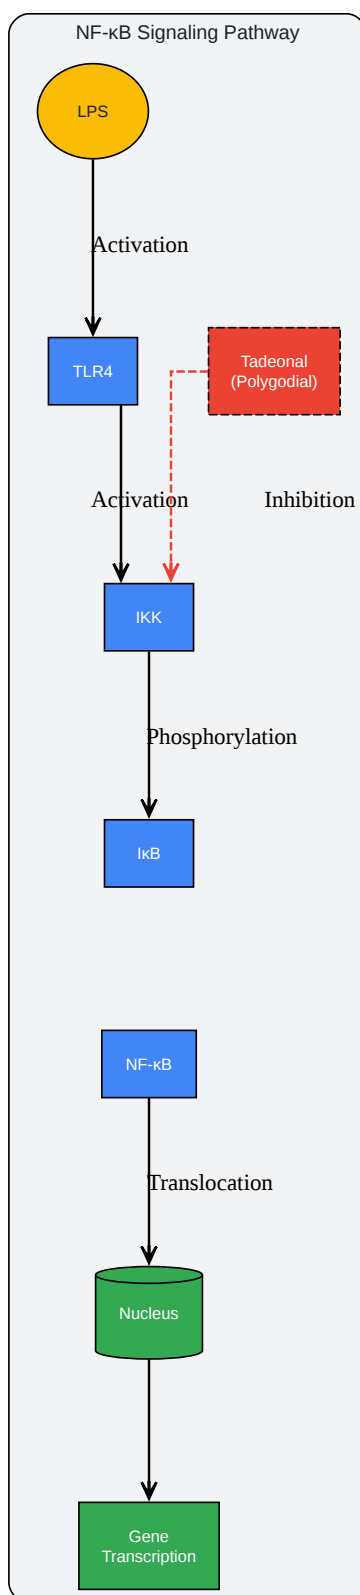 NF-κB Signaling Pathway
LPS
Activation
TLR4
Tadeonal
(Polygodial)
Activation
Inhibition
IKK
Phosphorylation
IκB
NF-κB
Translocation
Nucleus
Gene
Transcription